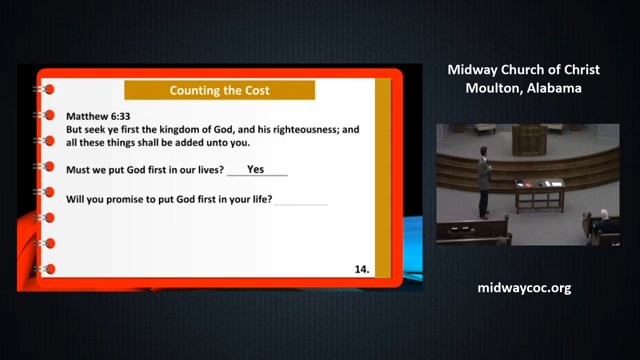 Counting the Cost
Matthew 6:33
But seek ye first the kingdom of God, and his righteousness; and
all these things shall be added unto you.
Must we put God first in our lives? Yes
Will you promise to put God first in your life?
14.
Midway Church of Christ
Moulton, Alabama
midwaycoc.org